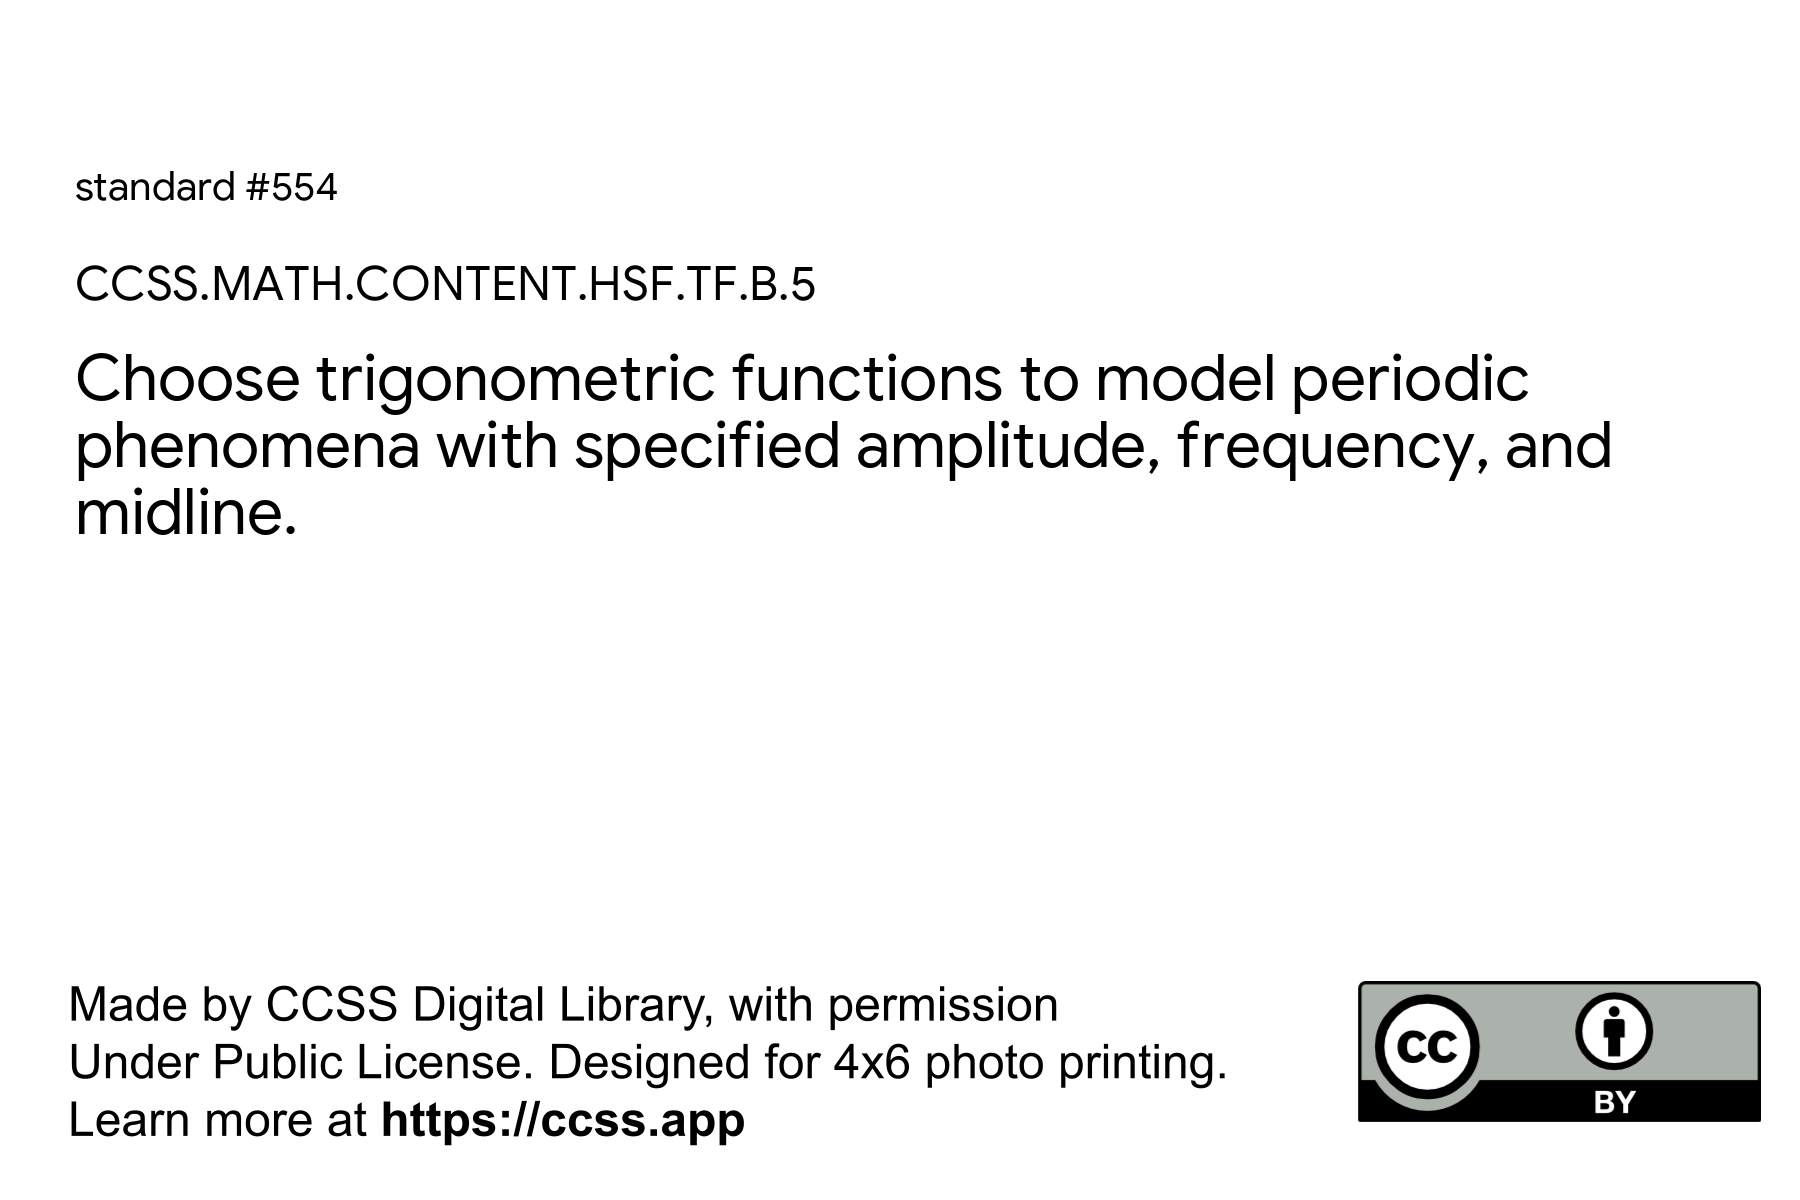 standard #554
CCSS.MATH.CONTENT.HSF.TF.B.5
Choose trigonometric functions to model periodic
phenomena with specified amplitude, frequency, and
midline.
Made by CCSS Digital Library, with permission
Under Public License. Designed for 4x6 photo printing.
Learn more at https://ccss.app
CC
BY